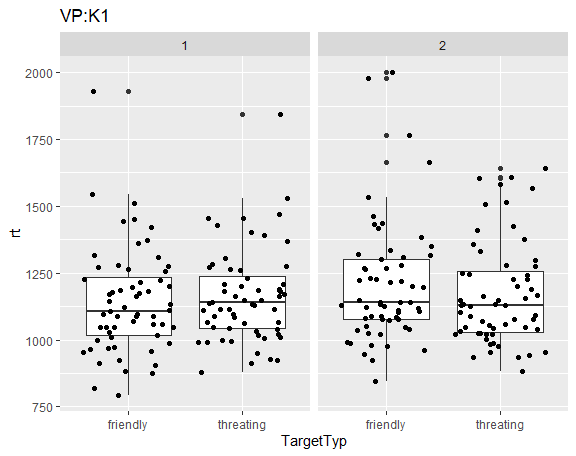 VP:K1
1
2
2000
1750
1500
1250
1000
750
rt
friendly
threating
friendly
threating
TargetTyp